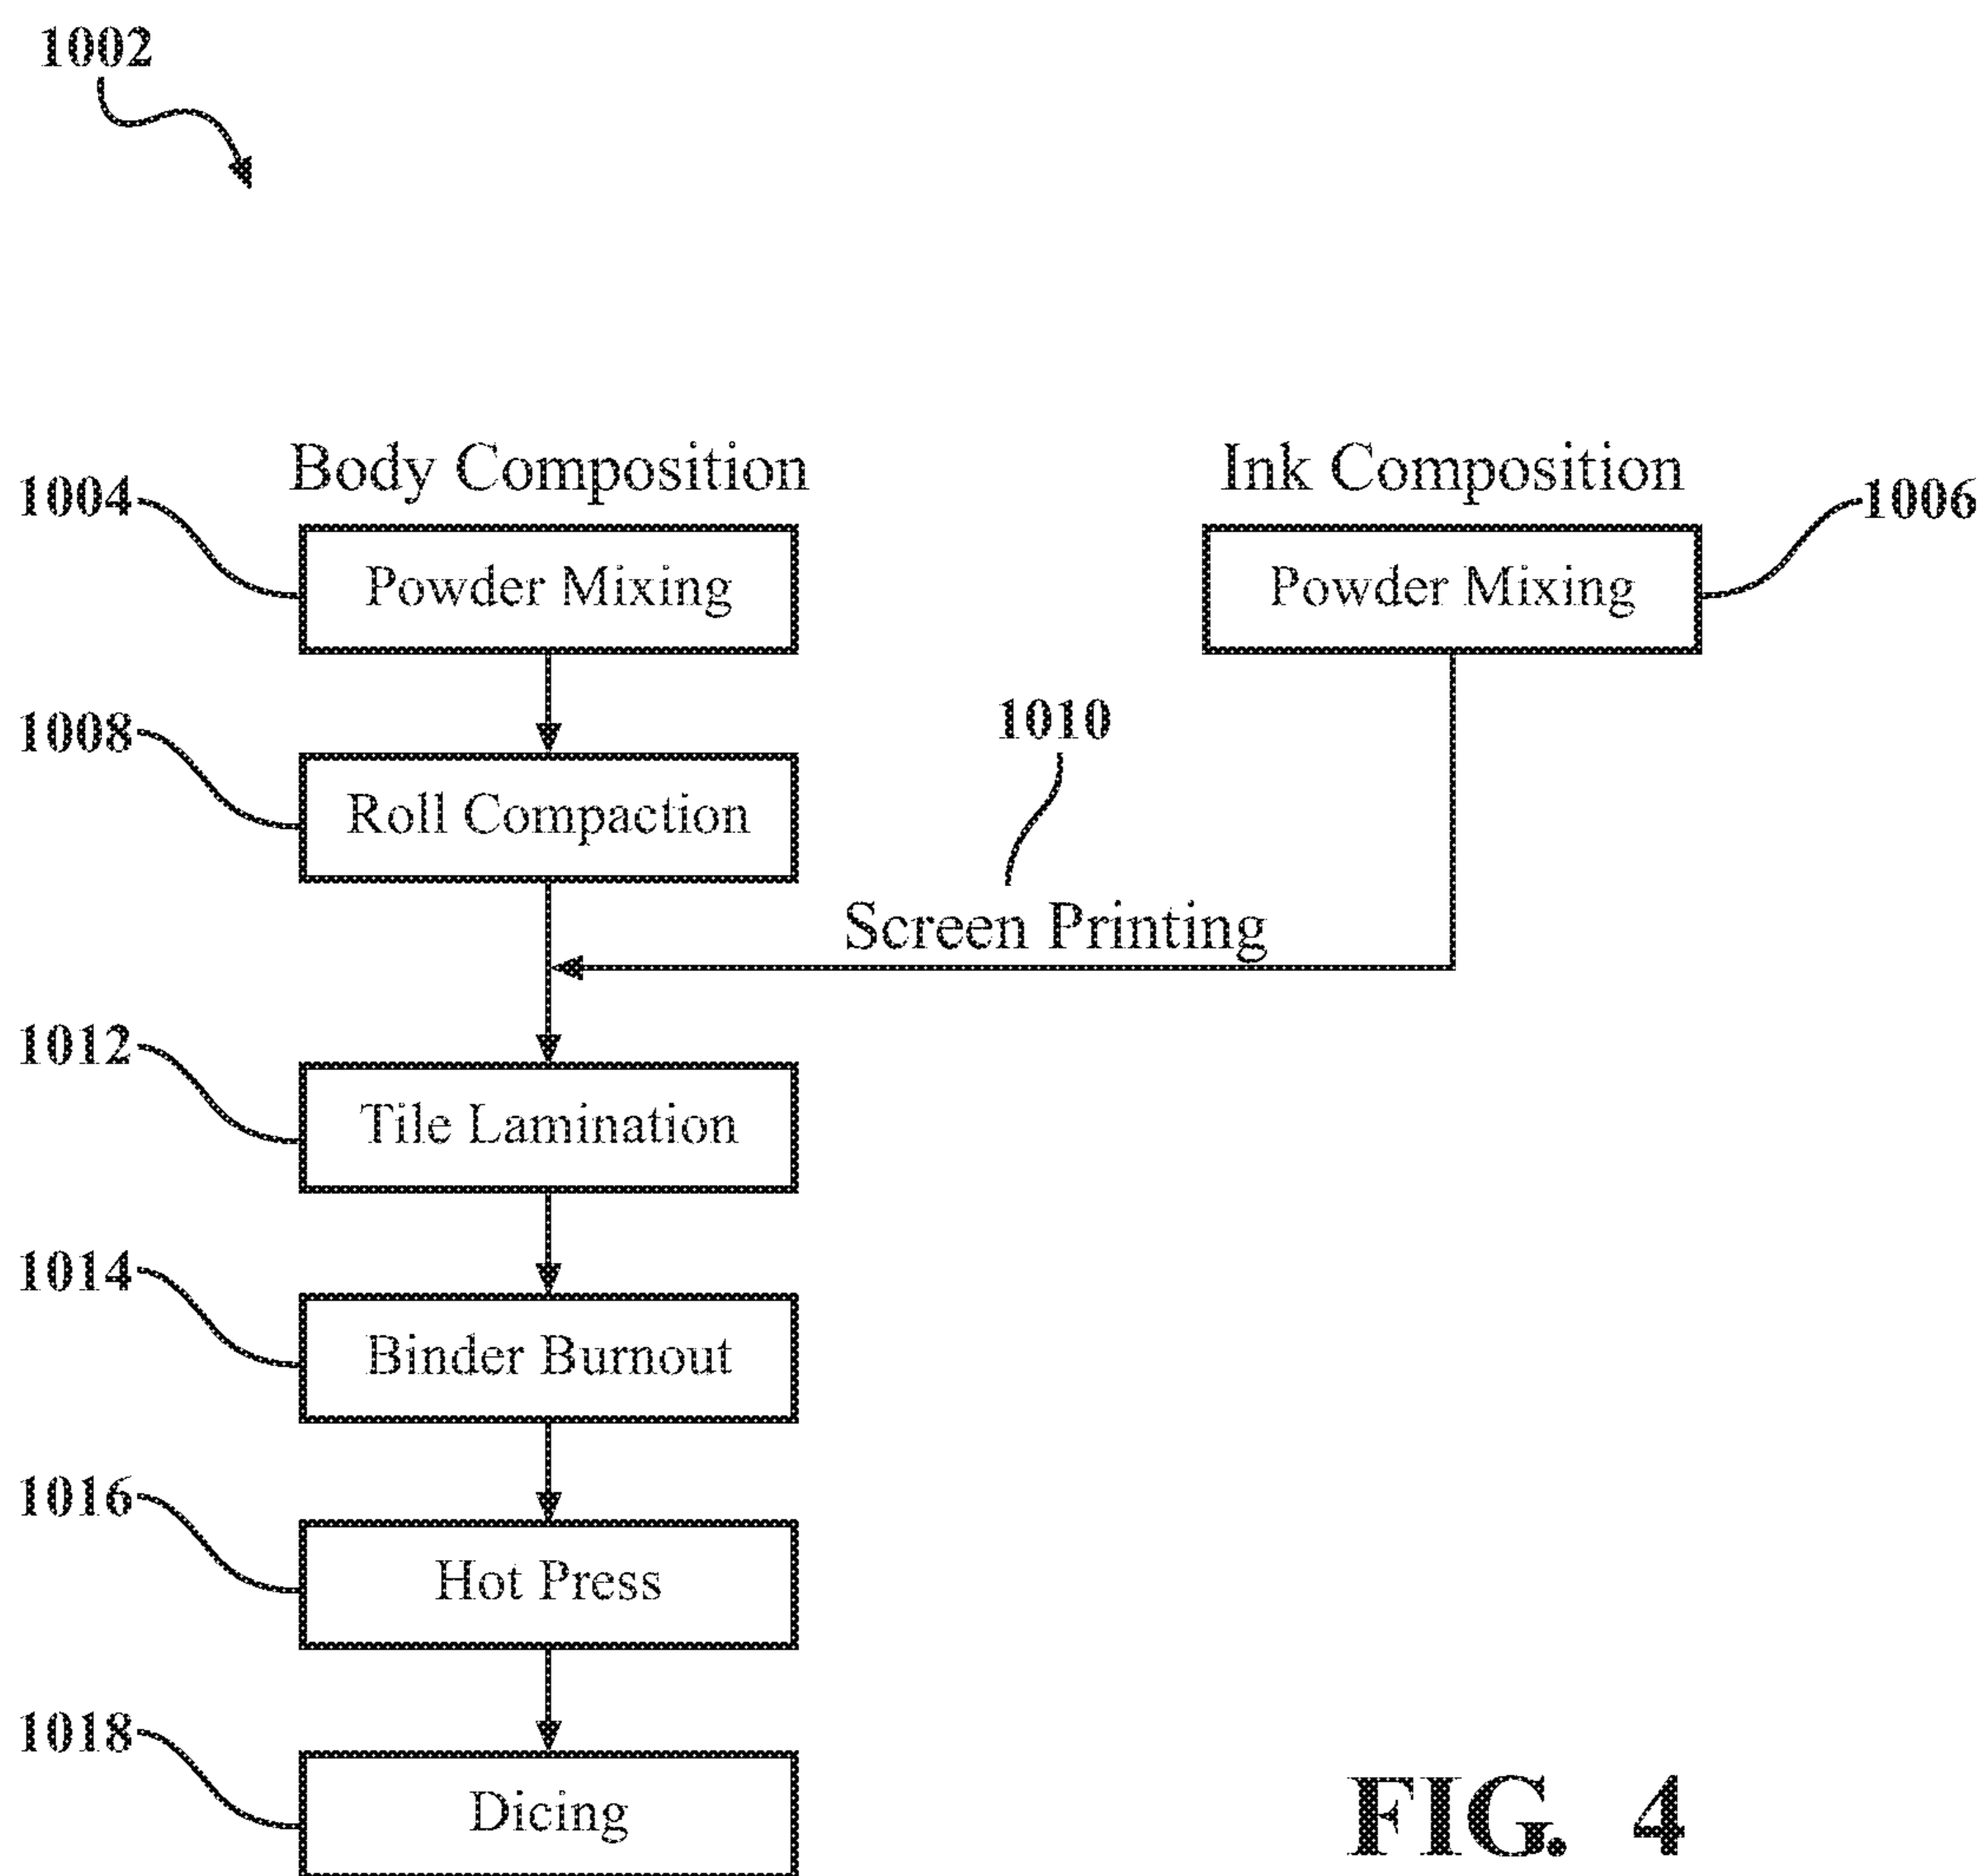 1002
Body Composition
Ink Composition
1004
1006
Powder Mixing
Powder Mixing
1008
1010
Roll Compaction
Screen Printing
1012
Tile Lamination
1014
Binder Burnout
1016
Hot Press
1018
Dicing
FIG. 4